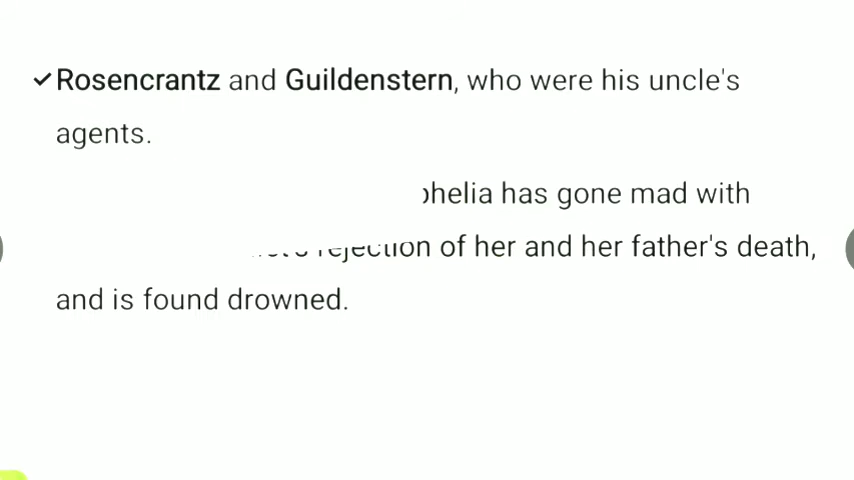 ✓Rosencrantz and Guildenstern, who were his uncle's
agents.
has gone mad with
rejection of her and her father's death,
and is found drowned.